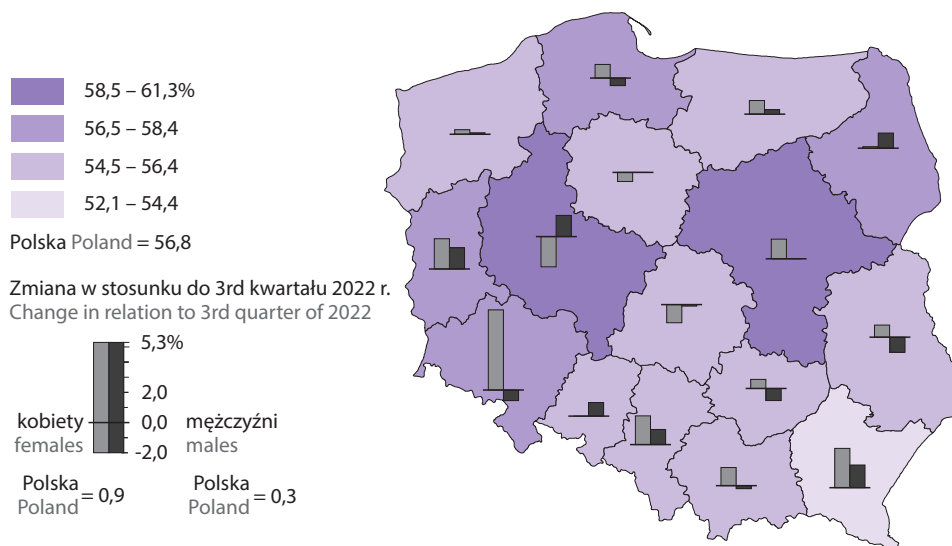 58,5 – 61,3%
56,5 – 58,4
54,5 – 56,4
52,1 – 54,4
Polska Poland = 56,8
Zmiana w stosunku do 3rd kwartału 2022 r.
Change in relation to 3rd quarter of 2022
5,3%
2,0
kobiety 0,0 mężczyźni
females -2,0 males
Polska Polska
Poland = 0,9 Poland = 0,3